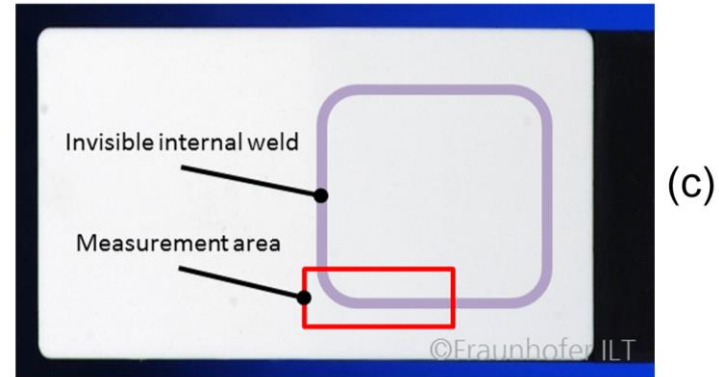 Invisible internal weld
(c)
Measurement area
©Fraunhofer ILT